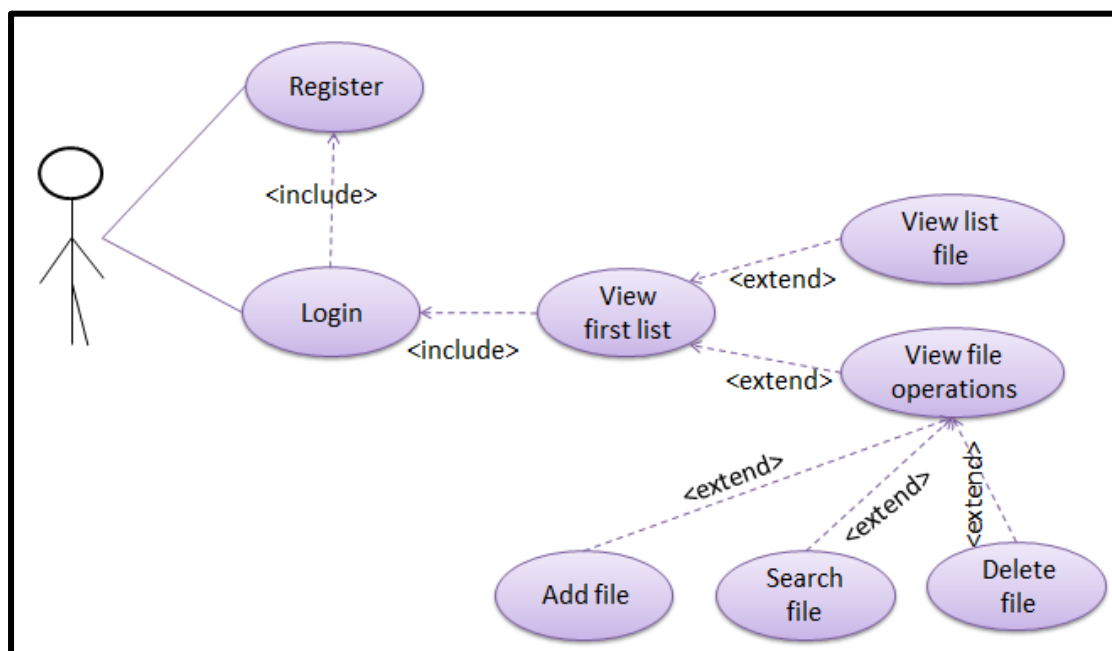 Register
<include>
Login
<include>
View
first list
<extend>
View list
file
<extend>
View file
operations
<extend>
<extend>
<extend>
Add file
Search
file
Delete
file